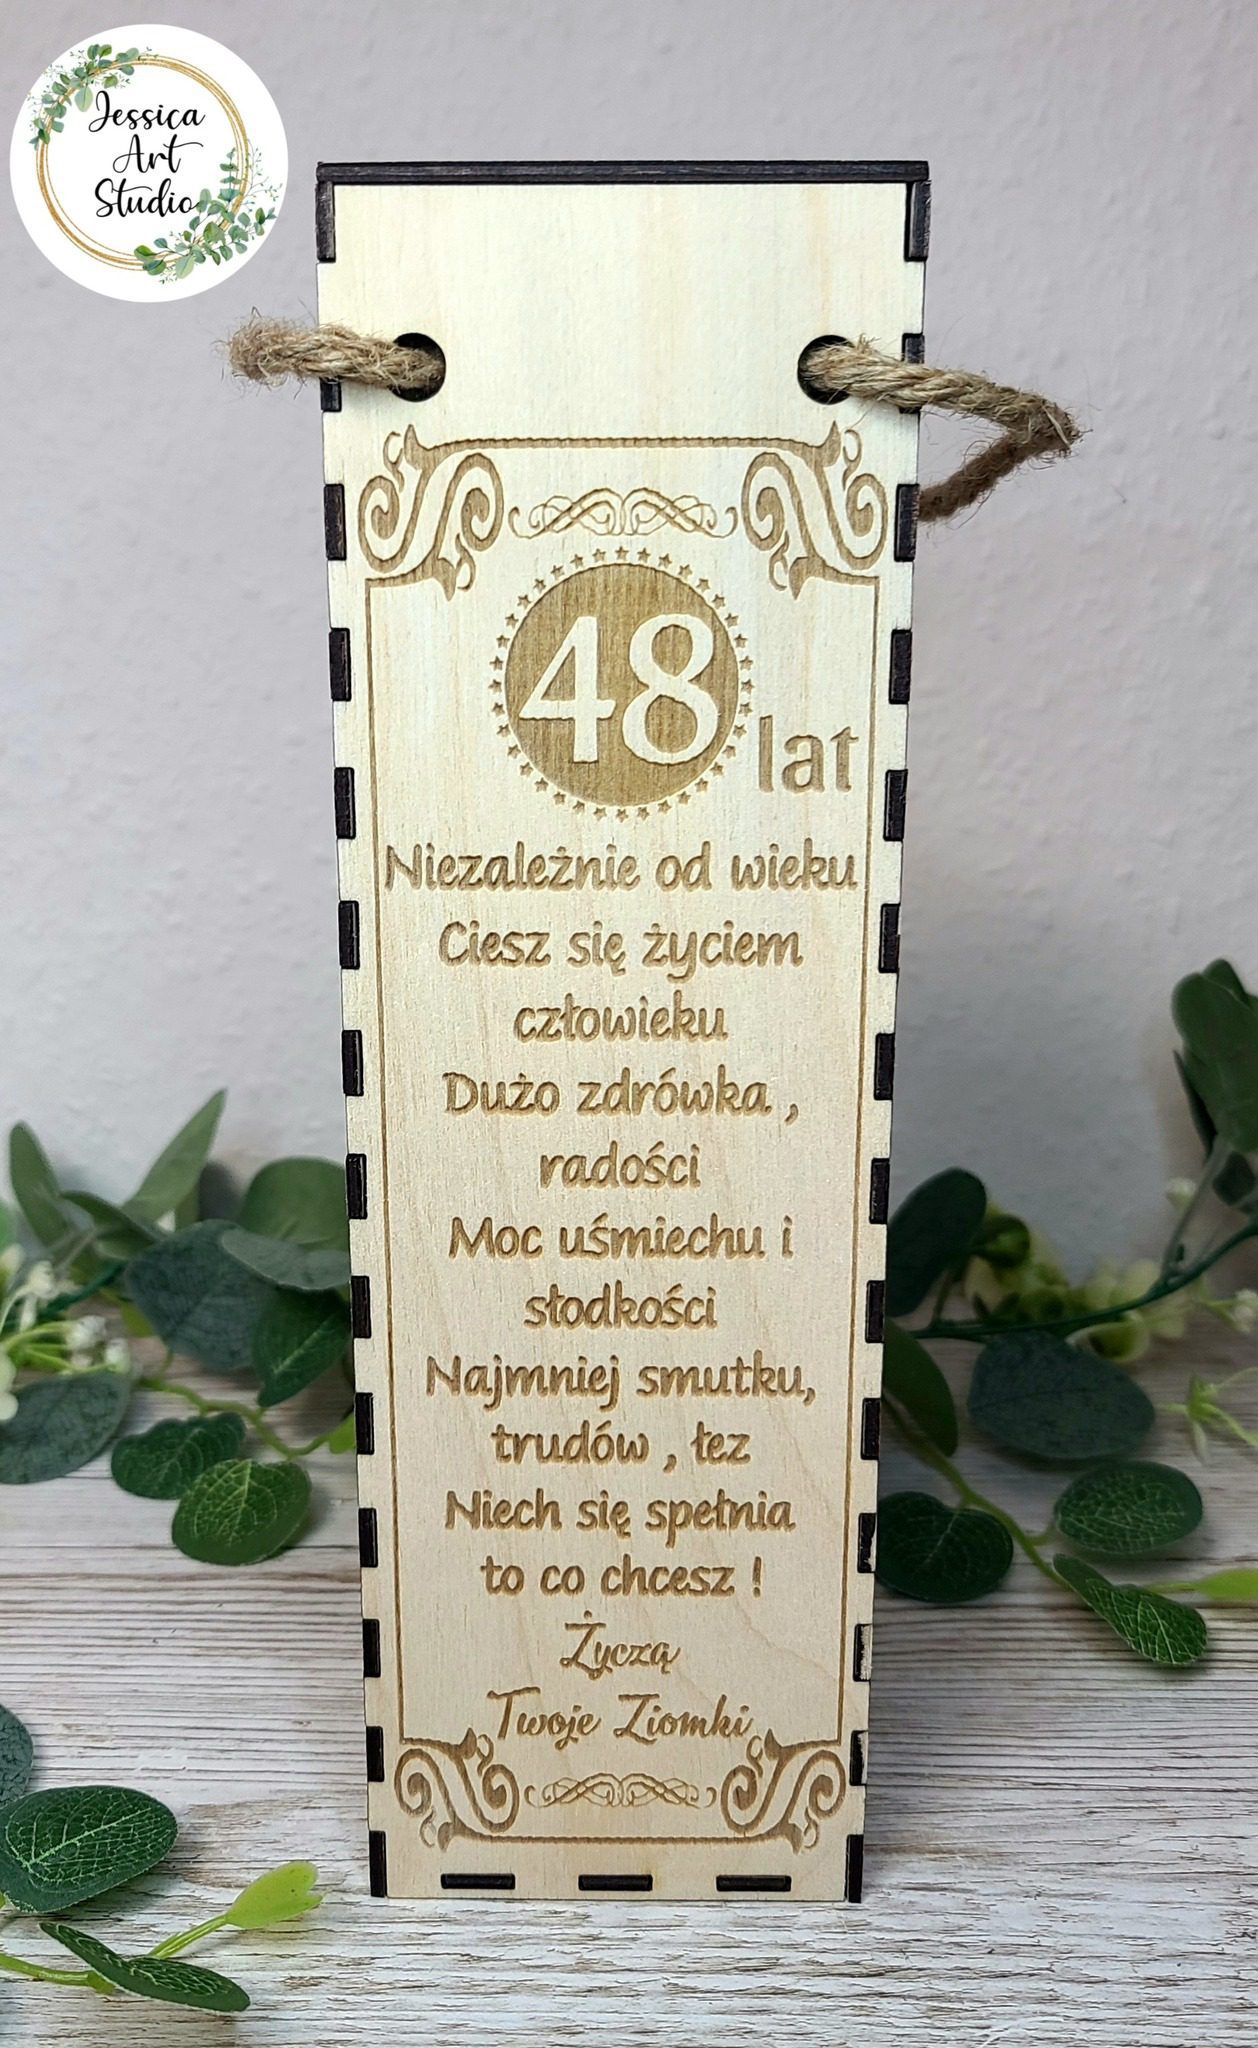 Jessica
Art
Studio
48 lat
Niezależnie od wieku
Ciesz się życiem
człowieku
Dużo zdrówka ,
radości
Moc uśmiechu i
słodkości
Najmniej smutku,
trudów , łez
Niech się spełnia
to co chcesz !
Życzą
Twoje Ziomki